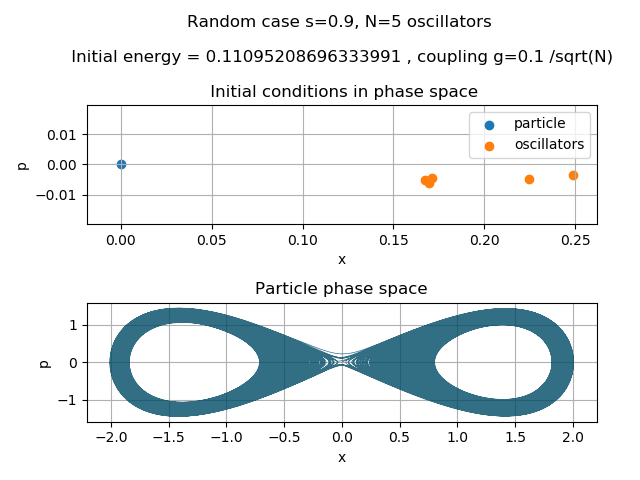 Random case s=0.9, N=5 oscillators
Initial energy = 0.11095208696333991 , coupling g=0.1 /sqrt(N)
Initial conditions in phase space
particle
oscillators
0.01
0.00
−0.01
p
0.00 0.05 0.10 0.15 0.20 0.25
x
Particle phase space
1
0
−1
p
−2.0 −1.5 −1.0 −0.5 0.0 0.5 1.0 1.5 2.0
x